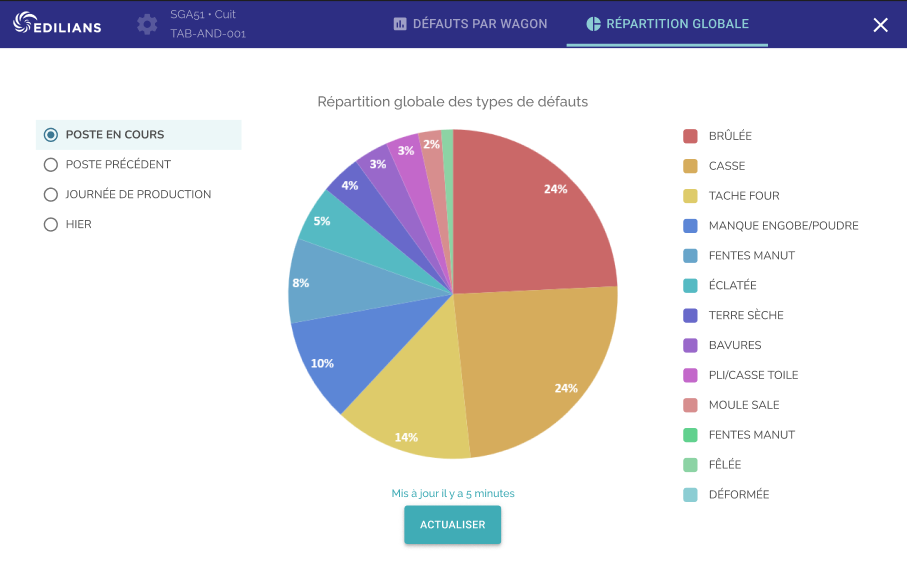 EDILIANS
SGA51 • Cuit
TAB-AND-001
DÉFAUTS PAR WAGON
RÉPARTITION GLOBALE
Répartition globale des types de défauts
POSTE EN COURS
POSTE PRÉCÉDENT
JOURNÉE DE PRODUCTION
HIER
24%
24%
14%
10%
8%
5%
4%
3%
3%
2%
BRÛLÉE
CASSE
TACHE FOUR
MANQUE ENGOBE/POUDRE
FENTES MANUT
ÉCLATÉE
TERRE SÈCHE
BAVURES
PLI/CASSE TOILE
MOULE SALE
FENTES MANUT
FÊLÉE
DÉFORMÉE
Mis à jour il y a 5 minutes
ACTUALISER